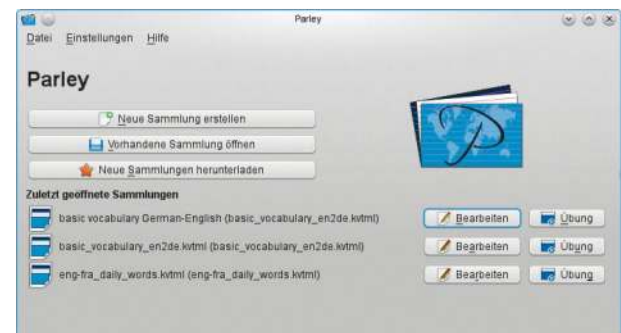 Parley
Datei Einstellungen Hilfe
Parley
Neue Sammlung erstellen
Vorhandene Sammlung öffnen
Neue Sammlungen herunterladen
Zuletzt geöffnete Sammlungen
basic vocabulary German-English (basic_vocabulary_en2de.kvtml) Bearbeiten Übung
basic_vocabulary_en2de.kvtml (basic_vocabulary_en2de.kvtml) Bearbeiten Übung
eng-fra_daily_words.kvtml (eng-fra_daily_words.kvtml) Bearbeiten Übung